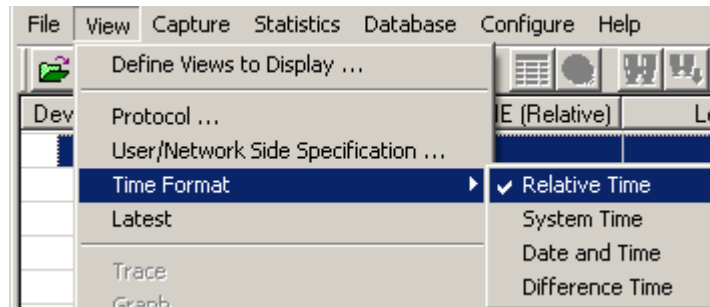 File View Capture Statistics Database Configure Help
Define Views to Display ...
Dev
(Relative)
Protocol ...
User/Network Side Specification ...
Time Format
Relative Time
Latest
System Time
Date and Time
Trace
Difference Time
Graph